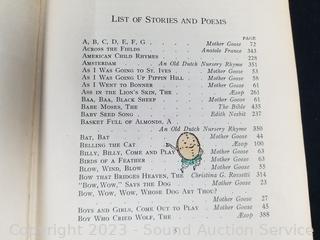 LIST OF STORIES AND POEMS
PAGE
A, B, C, D, E, F, G . . Mother Goose 72
ACROSS THE FIELDS . . Anatole France 343
AMERICAN CHILD RHYMES . . 228
AMSTERDAM . . An Old Dutch Nursery Rhyme 351
AS I WAS GOING TO ST. IVES . . Mother Goose 53
AS I WAS GOING UP PIPPIN HILL . . Mother Goose 58
AS I WENT TO BONNER . . Mother Goose 61
ASS IN THE LION'S SKIN, THE . . Æsop 261
BAA, BAA, BLACK SHEEP . . Mother Goose 61
BABE MOSES, THE . . The Bible 435
BABY SEED SONG . . Edith Nesbit 237
BASKET FULL OF ALMONDS, A
An Old Dutch Nursery Rhyme 350
BAT, BAT . . Mother Goose 44
BELLING THE CAT . . Æsop 100
BILLY, BILLY, COME AND PLAY . . Mother Goose 63
BIRDS OF A FEATHER . . Mother Goose 63
BLOW, WIND, BLOW . . Mother Goose 55
BOW THAT BRIDGES HEAVEN, THE . Christina G. Rossetti 314
"BOW, WOW," SAYS THE DOG . . Mother Goose 23
BOW, WOW, WOW, WHOSE DOG ART THOU?
Mother Goose 27
BOYS AND GIRLS, COME OUT TO PLAY . Mother Goose 45
BOY WHO CRIED WOLF, THE . . Æsop 388
Copyright 2023 - Sound Auction Service